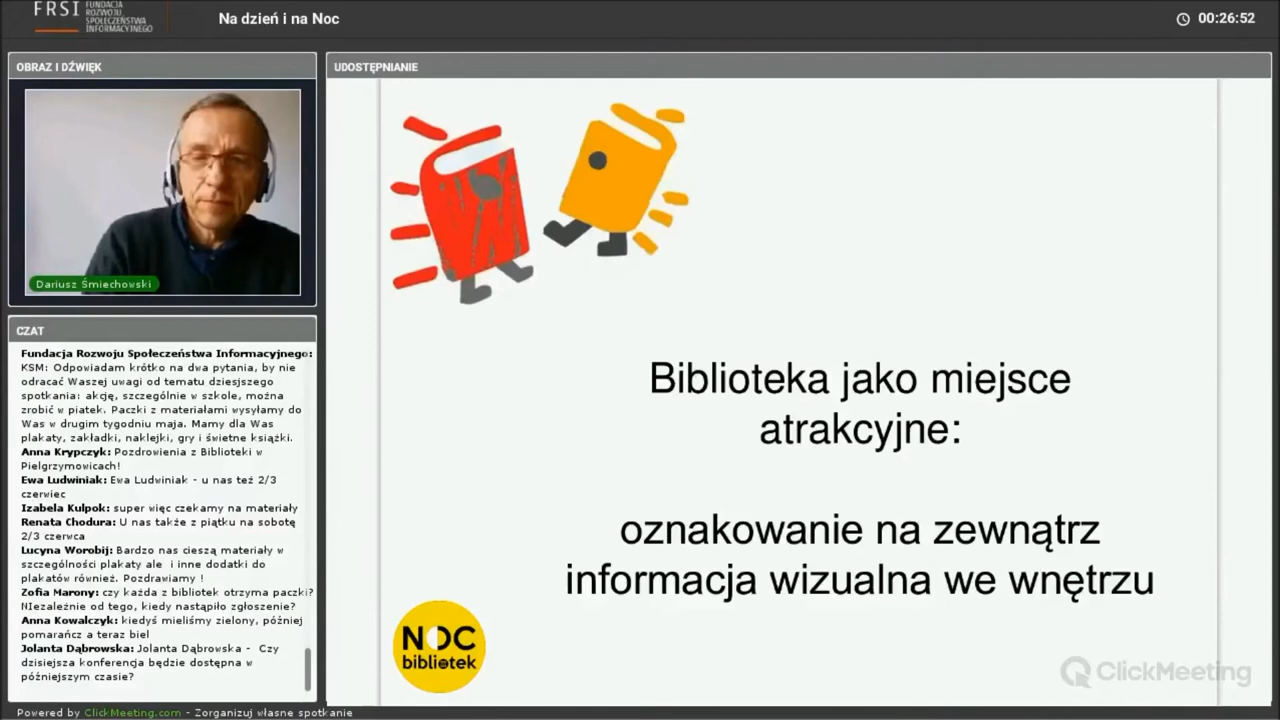 FRSI
FUNDACJA
ROZWOJU
SPOŁECZEŃSTWA
INFORMACYJNEGO
Na dzień i na Noc
00:26:52
OBRAZ I DŹWIĘK
Dariusz Śmiechowski
CZAT
Fundacja Rozwoju Społeczeństwa Informacyjnego:
KSM: Odpowiadam krótko na dwa pytania, by nie
odracać Waszej uwagi od tematu dziesjszego
spotkania: akcję, szczególnie w szkole, można
zrobić w piatek. Paczki z materiałami wysyłamy do
Was w drugim tygodniu maja. Mamy dla Was
plakaty, zakładki, naklejki, gry i świetne książki.
Anna Krypczyk: Pozdrowienia z Biblioteki w
Pielgrzymowicach!
Ewa Ludwiniak: Ewa Ludwiniak - u nas też 2/3
czerwiec
Izabela Kulpok: super więc czekamy na materiały
Renata Chodura: U nas także z piątku na sobotę
2/3 czerwca
Lucyna Worobij: Bardzo nas cieszą materiały w
szczególności plakaty ale i inne dodatki do
plakatów również. Pozdrawiamy !
Zofia Marony: czy każda z bibliotek otrzyma paczki?
NIezależnie od tego, kiedy nastąpiło zgłoszenie?
Anna Kowalczyk: kiedyś mieliśmy zielony, później
pomarańcz a teraz biel
Jolanta Dąbrowska: Jolanta Dąbrowska - Czy
dzisiejsza konferencja będzie dostępna w
późniejszym czasie?
UDOSTĘPNIANIE
Biblioteka jako miejsce
atrakcyjne:
oznakowanie na zewnątrz
informacja wizualna we wnętrzu
NOC
bibliotek
ClickMeeting
Powered by ClickMeeting.com - Zorganizuj własne spotkanie